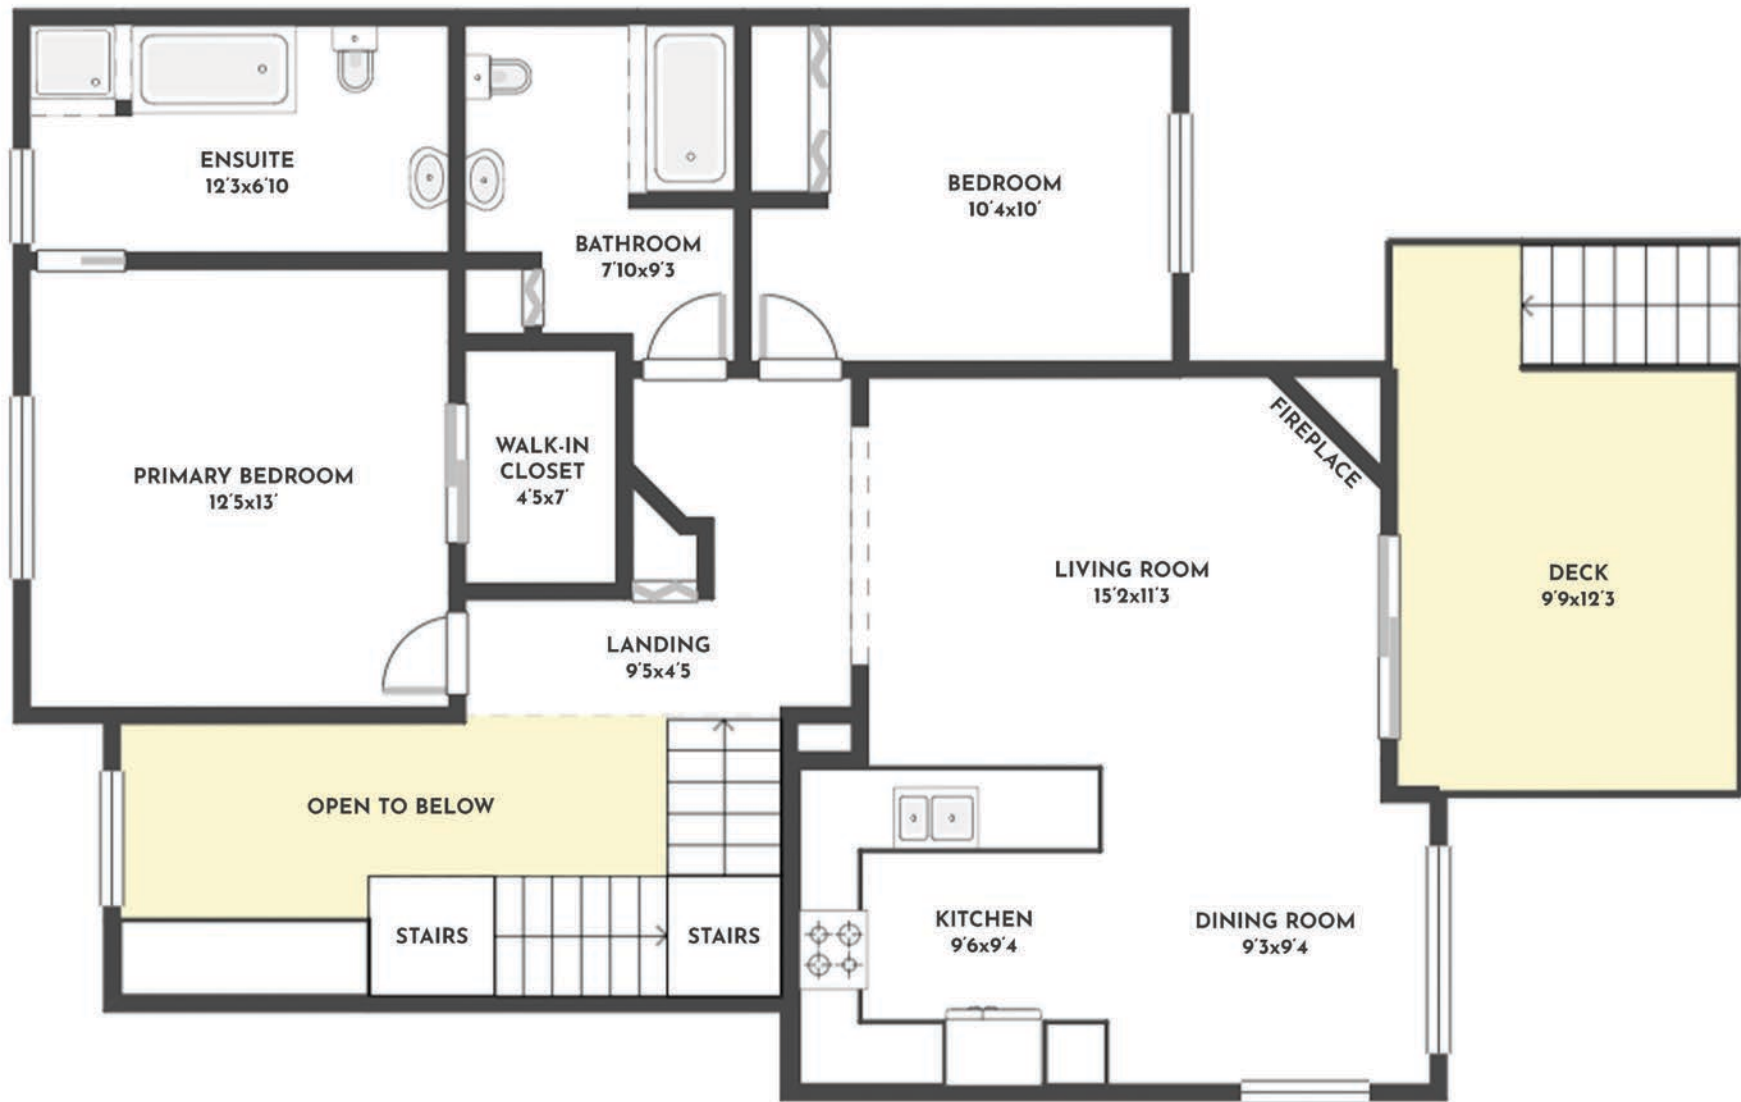 ENSUITE
12'3x6'10
BATHROOM
7'10x9'3
BEDROOM
10'4x10'
PRIMARY BEDROOM
12'5x13'
WALK-IN
CLOSET
4'5x7'
FIREPLACE
LIVING ROOM
15'2x11'3
DECK
9'9x12'3
LANDING
9'5x4'5
OPEN TO BELOW
STAIRS
STAIRS
KITCHEN
9'6x9'4
DINING ROOM
9'3x9'4